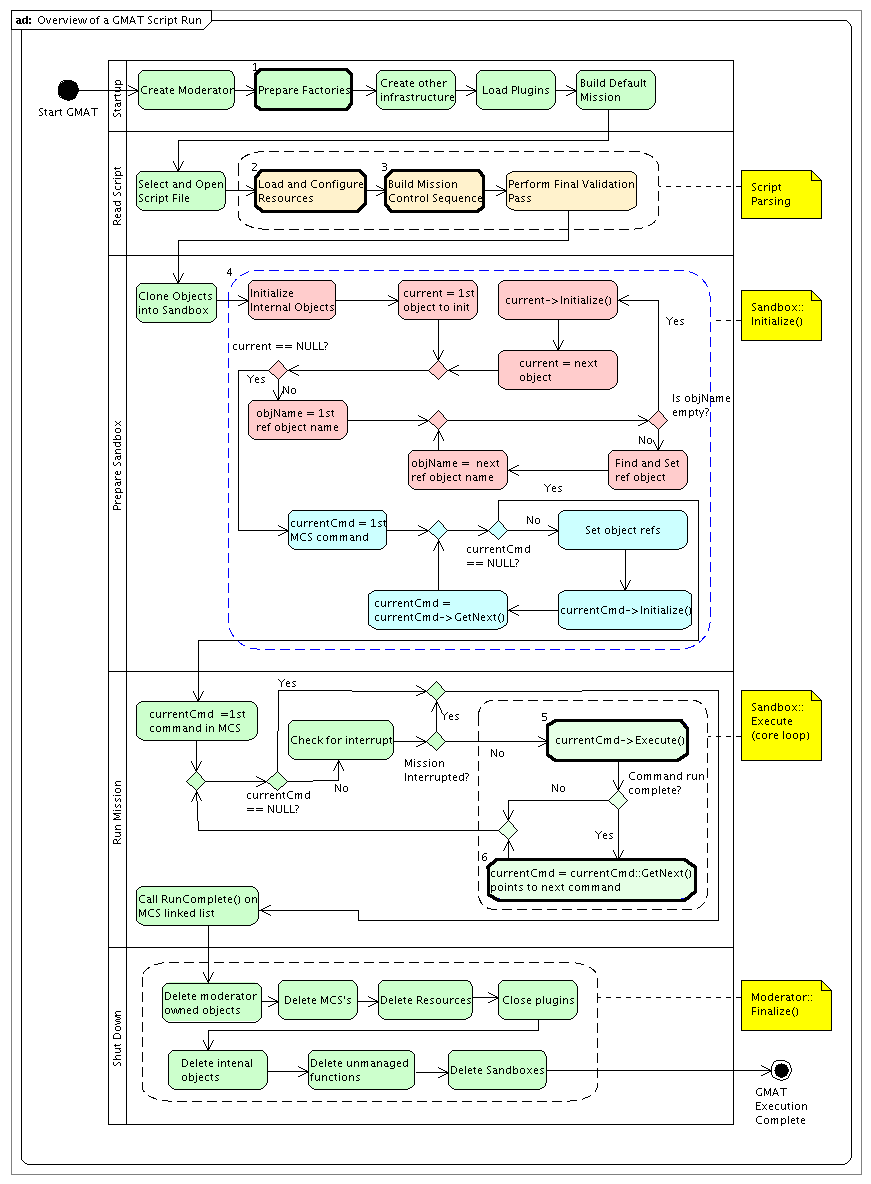 ad: Overview of a GMAT Script Run
Startup
Start GMAT
Create Moderator
1
Prepare Factories
Create other
infrastructure
Load Plugins
Build Default
Mission
Read Script
Select and Open
Script File
2
Load and Configure
Resources
3
Build Mission
Control Sequence
Perform Final Validation
Pass
Script
Parsing
Prepare Sandbox
Clone Objects
into Sandbox
4
Initialize
Internal Objects
current = 1st
object to init
current->Initialize()
Sandbox::
Initialize()
Yes
current == NULL?
current = next
object
Yes
No
Is objName
empty?
objName = 1st
ref object name
No
objName = next
ref object name
Find and Set
ref object
Yes
currentCmd = 1st
MCS command
No
Set object refs
currentCmd
== NULL?
currentCmd =
currentCmd->GetNext()
currentCmd->Initialize()
Run Mission
Yes
currentCmd =1st
command in MCS
Check for interrupt
Yes
5
currentCmd->Execute()
Sandbox::
Execute
(core loop)
No
Mission
Interrupted?
Command run
complete?
currentCmd
== NULL?
No
No
Yes
6
currentCmd = currentCmd::GetNext()
points to next command
Call RunComplete() on
MCS linked list
Shut Down
Delete moderator
owned objects
Delete MCS's
Delete Resources
Close plugins
Moderator::
Finalize()
Delete intenal
objects
Delete unmanaged
functions
Delete Sandboxes
GMAT
Execution
Complete